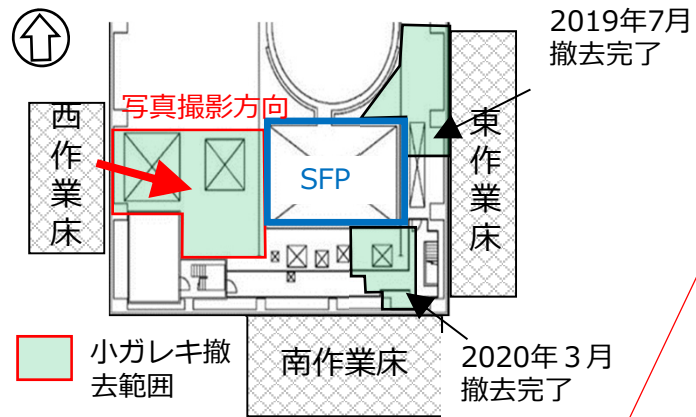 2019年7月
撤去完了
写真撮影方向
西作業床
SFP
東作業床
小ガレキ撤
去範囲
南作業床
2020年３月
撤去完了